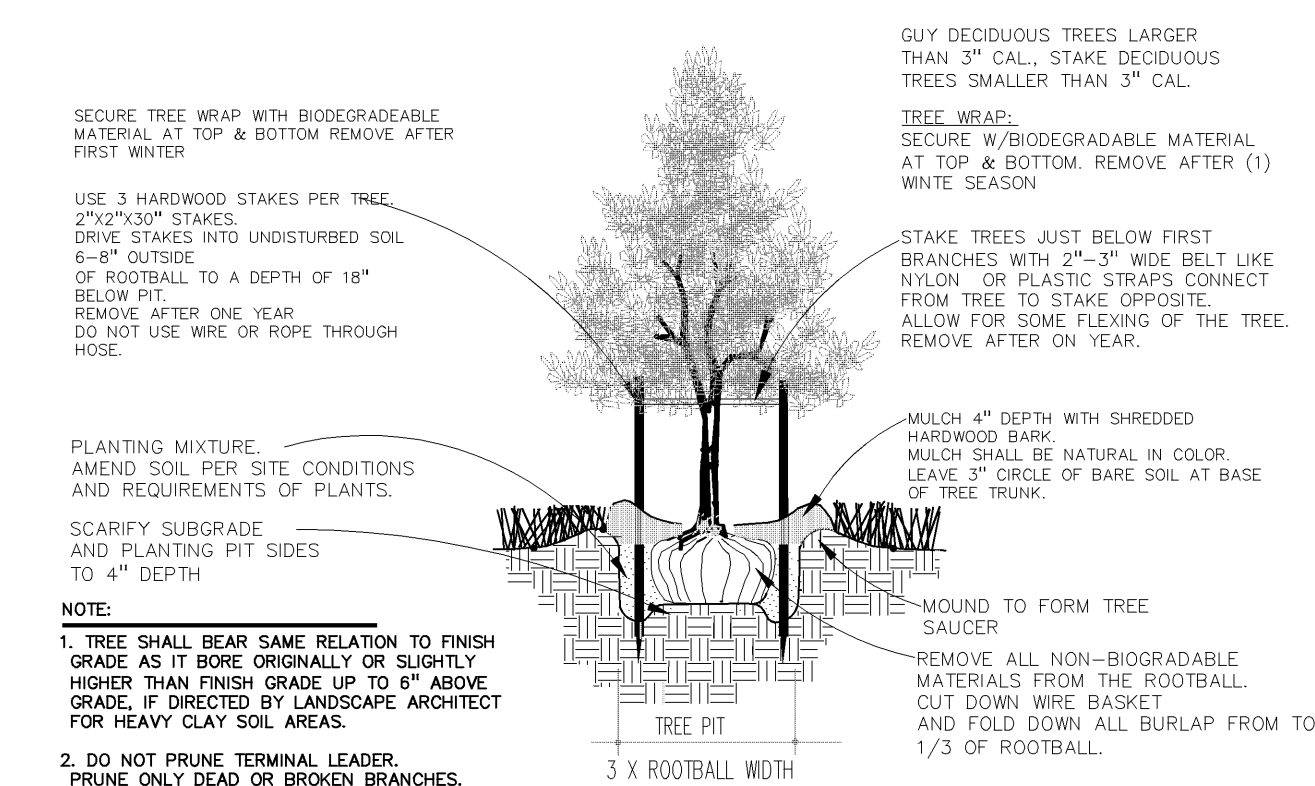 SECURE TREE WRAP WITH BIODEGRADEABLE
MATERIAL AT TOP & BOTTOM REMOVE AFTER
FIRST WINTER
USE 3 HARDWOOD STAKES PER TREE.
2"X2"X30" STAKES.
DRIVE STAKES INTO UNDISTURBED SOIL
6-8" OUTSIDE
OF ROOTBALL TO A DEPTH OF 18"
BELOW PIT.
REMOVE AFTER ONE YEAR
DO NOT USE WIRE OR ROPE THROUGH
HOSE.
PLANTING MIXTURE.
AMEND SOIL PER SITE CONDITIONS
AND REQUIREMENTS OF PLANTS.
SCARIFY SUBGRADE
AND PLANTING PIT SIDES
TO 4" DEPTH
NOTE:
1. TREE SHALL BEAR SAME RELATION TO FINISH
GRADE AS IT BORE ORIGINALLY OR SLIGHTLY
HIGHER THAN FINISH GRADE UP TO 6" ABOVE
GRADE, IF DIRECTED BY LANDSCAPE ARCHITECT
FOR HEAVY CLAY SOIL AREAS.
2. DO NOT PRUNE TERMINAL LEADER.
PRUNE ONLY DEAD OR BROKEN BRANCHES.
GUY DECIDUOUS TREES LARGER
THAN 3" CAL., STAKE DECIDUOUS
TREES SMALLER THAN 3" CAL.
TREE WRAP:
SECURE W/BIODEGRADABLE MATERIAL
AT TOP & BOTTOM. REMOVE AFTER (1)
WINTE SEASON
STAKE TREES JUST BELOW FIRST
BRANCHES WITH 2"-3" WIDE BELT LIKE
NYLON OR PLASTIC STRAPS CONNECT
FROM TREE TO STAKE OPPOSITE.
ALLOW FOR SOME FLEXING OF THE TREE.
REMOVE AFTER ON YEAR.
MULCH 4" DEPTH WITH SHREDDED
HARDWOOD BARK.
MULCH SHALL BE NATURAL IN COLOR.
LEAVE 3" CIRCLE OF BARE SOIL AT BASE
OF TREE TRUNK.
MOUND TO FORM TREE
SAUCER
REMOVE ALL NON-BIOGRADABLE
MATERIALS FROM THE ROOTBALL.
CUT DOWN WIRE BASKET
AND FOLD DOWN ALL BURLAP FROM TO
1/3 OF ROOTBALL.
TREE PIT
3 X ROOTBALL WIDTH